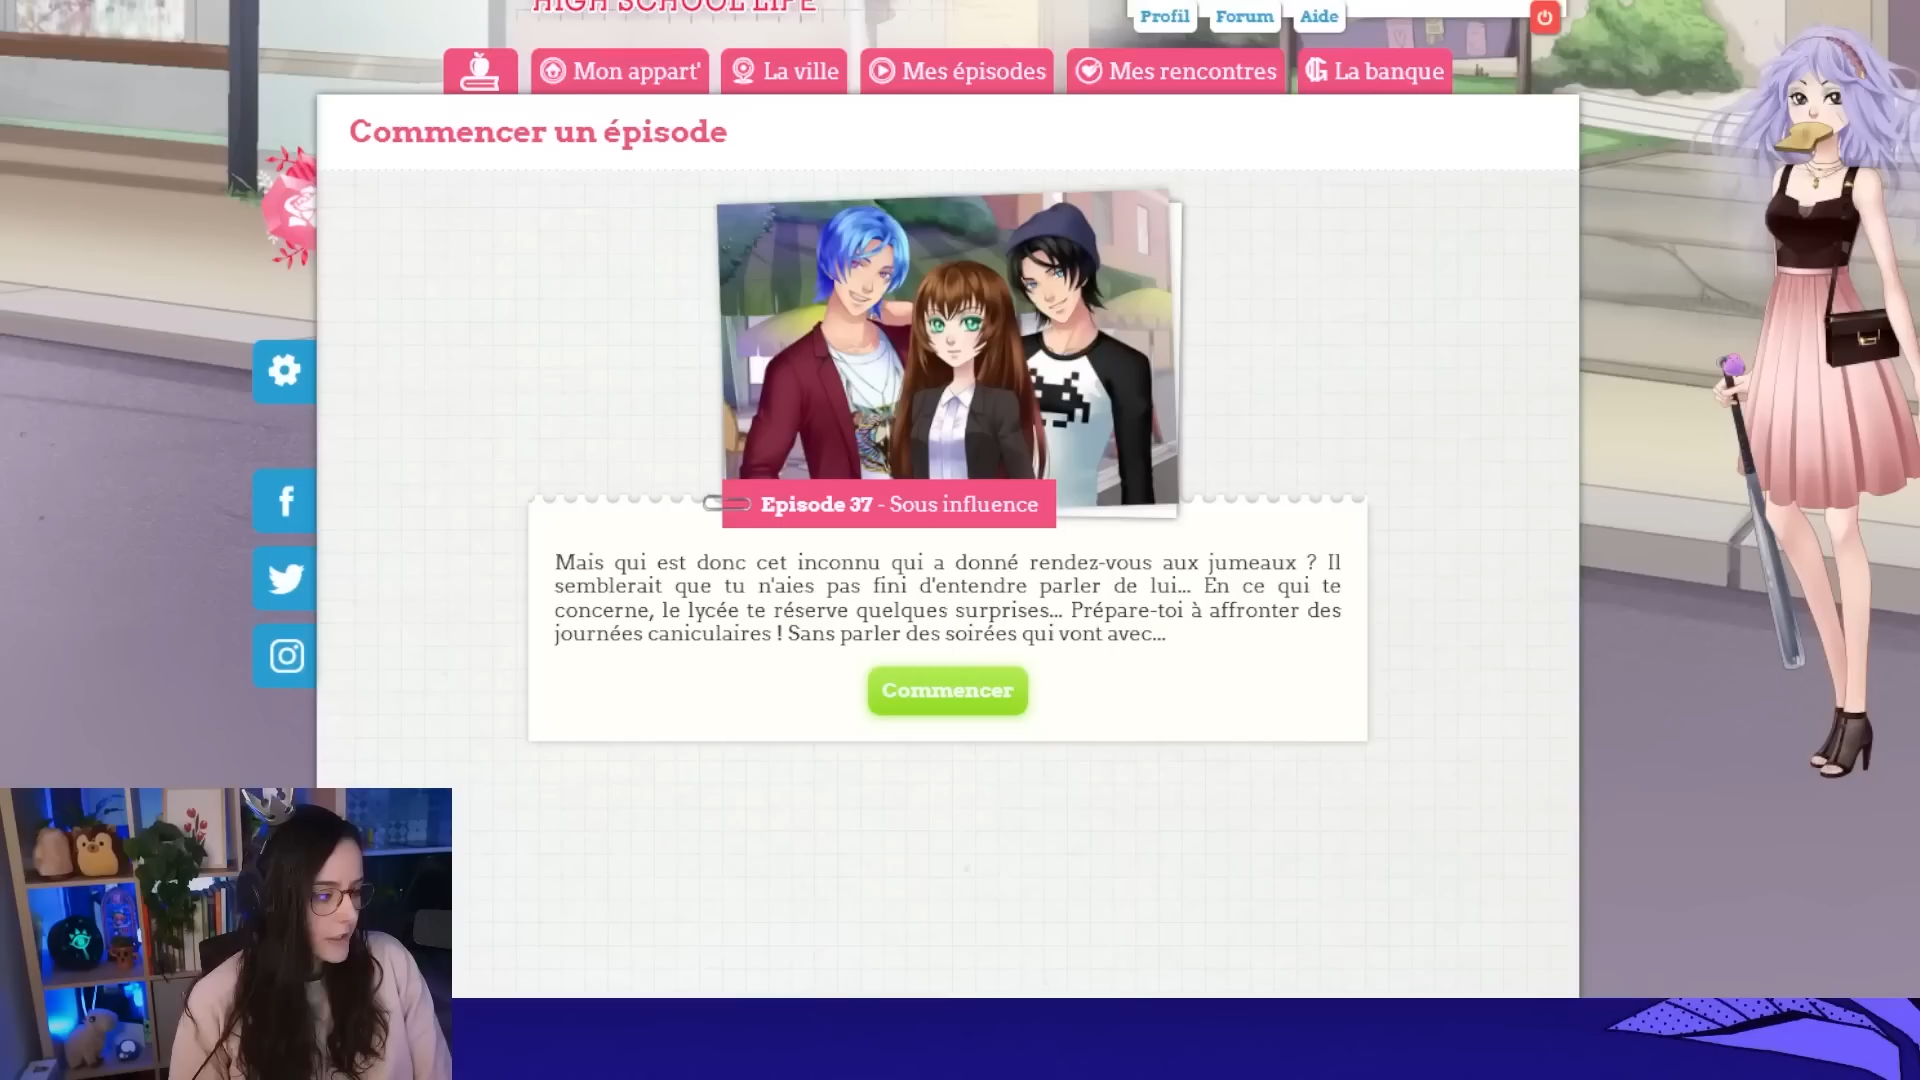 HIGH SCHOOL LIFE
Profil
Forum
Aide
Mon appart'
La ville
Mes épisodes
Mes rencontres
La banque
Commencer un épisode
Episode 37 - Sous influence
Mais qui est donc cet inconnu qui a donné rendez-vous aux jumeaux ? Il
semblerait que tu n'aies pas fini d'entendre parler de lui... En ce qui te
concerne, le lycée te réserve quelques surprises... Prépare-toi à affronter des
journées caniculaires ! Sans parler des soirées qui vont avec...
Commencer